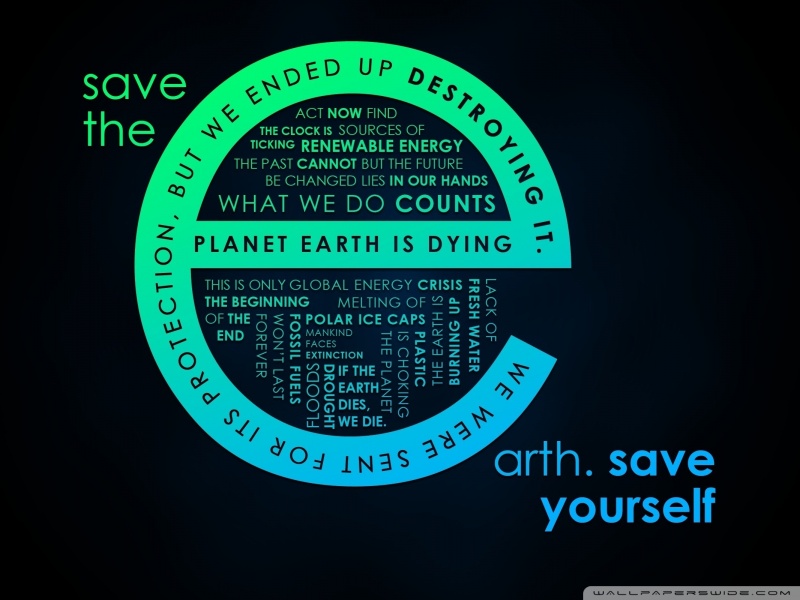 save
the
WE WERE SENT FOR ITS PROTECTION, BUT WE ENDED UP DESTROYING IT.
ACT NOW FIND
THE CLOCK IS SOURCES OF
TICKING RENEWABLE ENERGY
THE PAST CANNOT BUT THE FUTURE
BE CHANGED LIES IN OUR HANDS
WHAT WE DO COUNTS
PLANET EARTH IS DYING
THIS IS ONLY GLOBAL ENERGY CRISIS
THE BEGINNING MELTING OF
OF THE POLAR ICE CAPS
END
MANKIND
FACES
EXTINCTION
FOREVER
WON'T LAST
FOSSIL FUELS
FLOODS
DROUGHT
IF THE
EARTH
DIES,
WE DIE.
THE PLANET
IS CHOKING
PLASTIC
THE EARTH IS
BURNING UP
FRESH WATER
LACK OF
arth. save
yourself
WALLPAPERSWIDE.COM